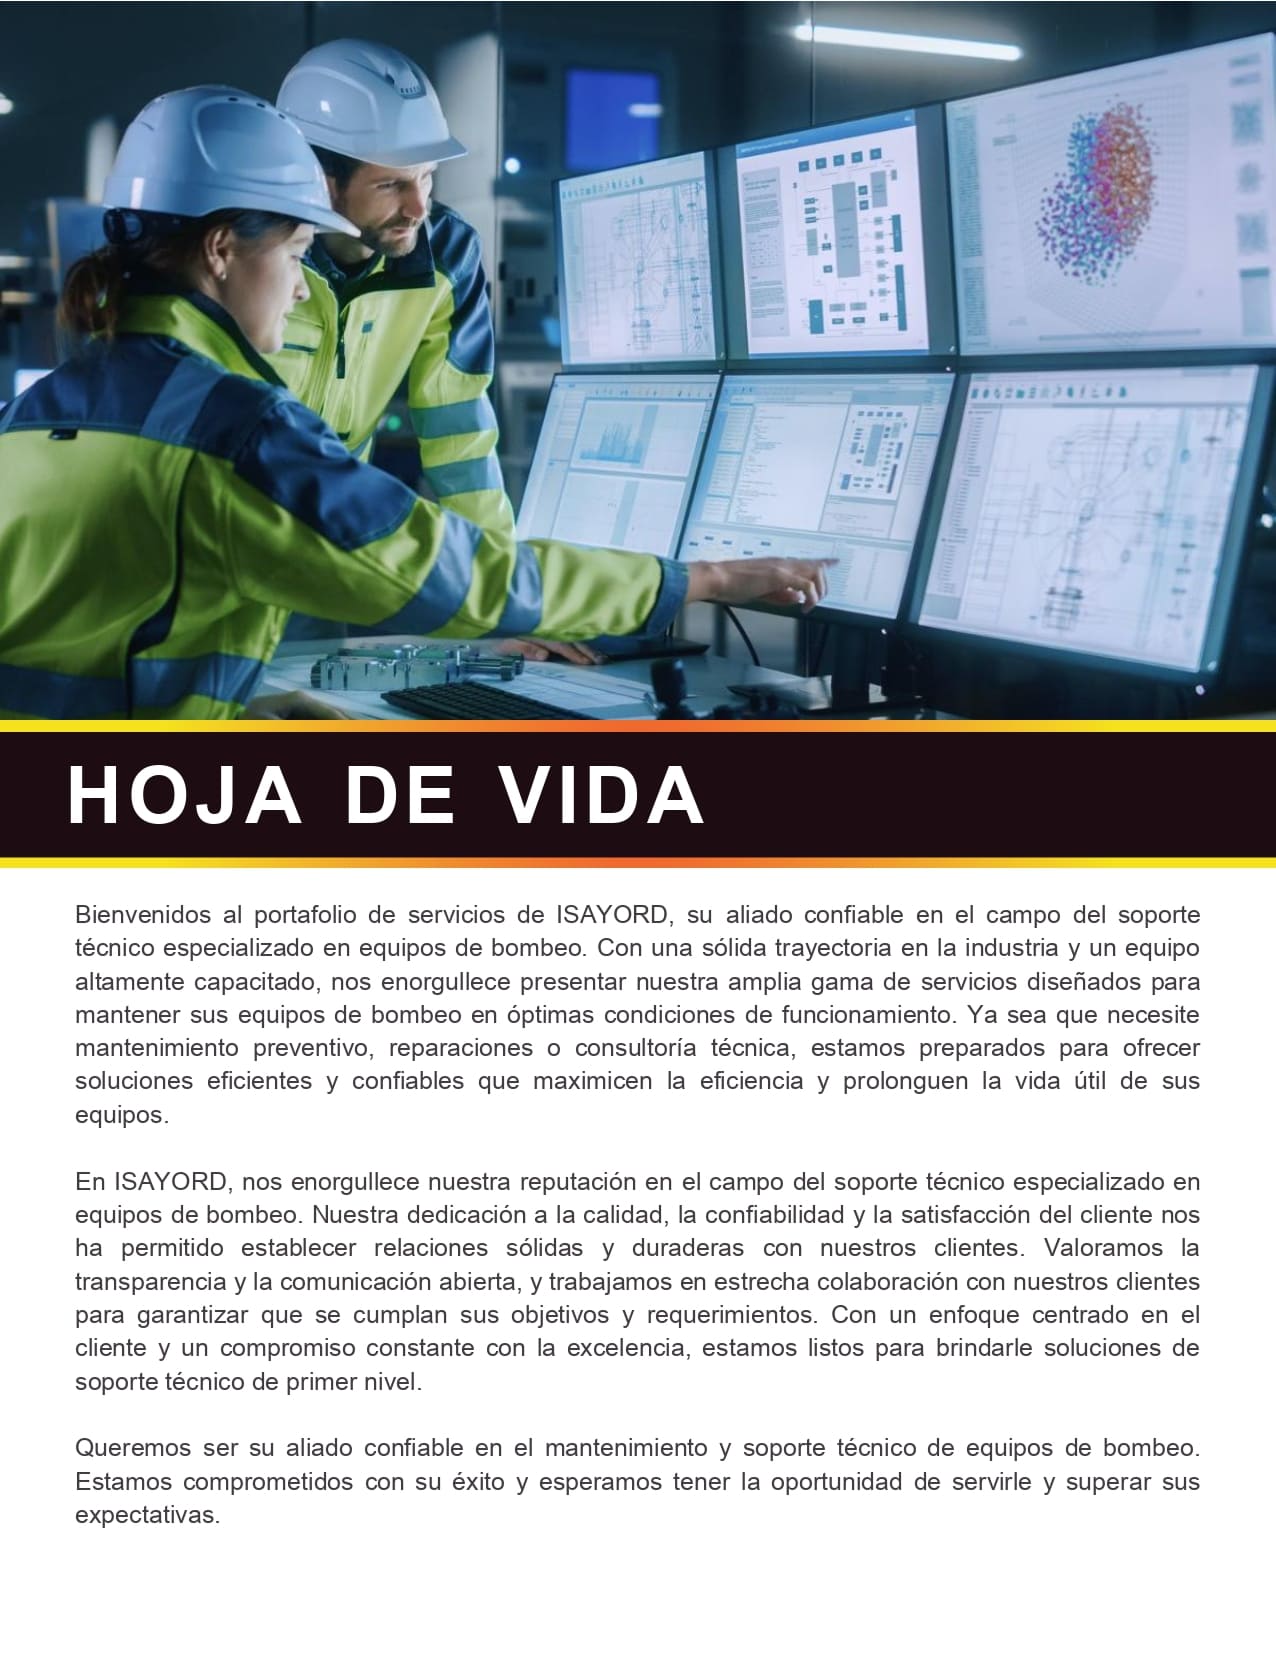 HOJA DE VIDA
Bienvenidos al portafolio de servicios de ISAYORD, su aliado confiable en el campo del soporte
técnico especializado en equipos de bombeo. Con una sólida trayectoria en la industria y un equipo
altamente capacitado, nos enorgullece presentar nuestra amplia gama de servicios diseñados para
mantener sus equipos de bombeo en óptimas condiciones de funcionamiento. Ya sea que necesite
mantenimiento preventivo, reparaciones o consultoría técnica, estamos preparados para ofrecer
soluciones eficientes y confiables que maximicen la eficiencia y prolonguen la vida útil de sus
equipos.
En ISAYORD, nos enorgullece nuestra reputación en el campo del soporte técnico especializado en
equipos de bombeo. Nuestra dedicación a la calidad, la confiabilidad y la satisfacción del cliente nos
ha permitido establecer relaciones sólidas y duraderas con nuestros clientes. Valoramos la
transparencia y la comunicación abierta, y trabajamos en estrecha colaboración con nuestros clientes
para garantizar que se cumplan sus objetivos y requerimientos. Con un enfoque centrado en el
cliente y un compromiso constante con la excelencia, estamos listos para brindarle soluciones de
soporte técnico de primer nivel.
Queremos ser su aliado confiable en el mantenimiento y soporte técnico de equipos de bombeo.
Estamos comprometidos con su éxito y esperamos tener la oportunidad de servirle y superar sus
expectativas.